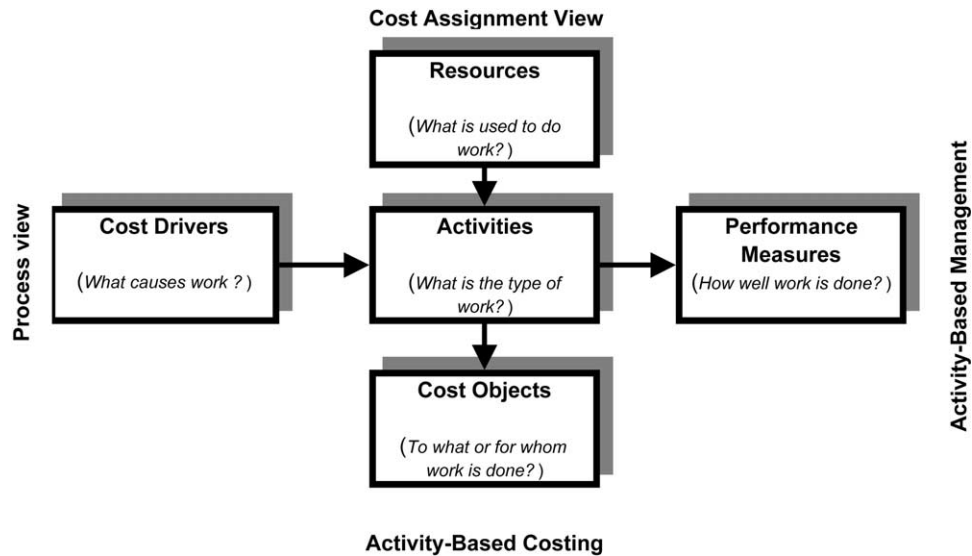 Cost Assignment View
Resources
(What is used to do
work?)
Process view
Cost Drivers
(What causes work ?)
Activities
(What is the type of
work?)
Performance
Measures
(How well work is done?)
Activity-Based Management
Cost Objects
(To what or for whom
work is done?)
Activity-Based Costing